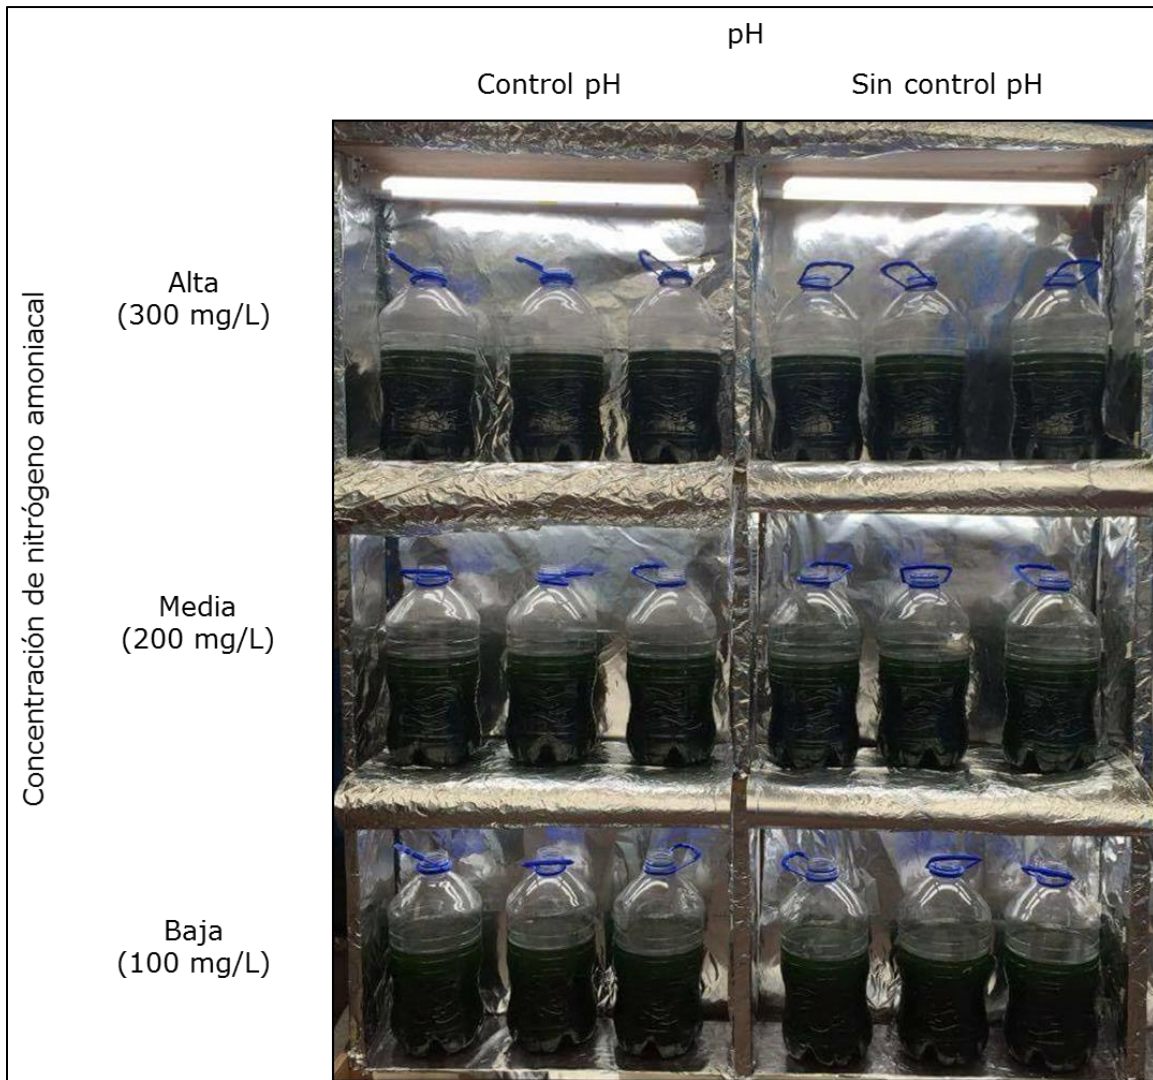 pH
Control pH
Sin control pH
Concentración de nitrógeno amoniacal
Alta
(300 mg/L)
Media
(200 mg/L)
Baja
(100 mg/L)